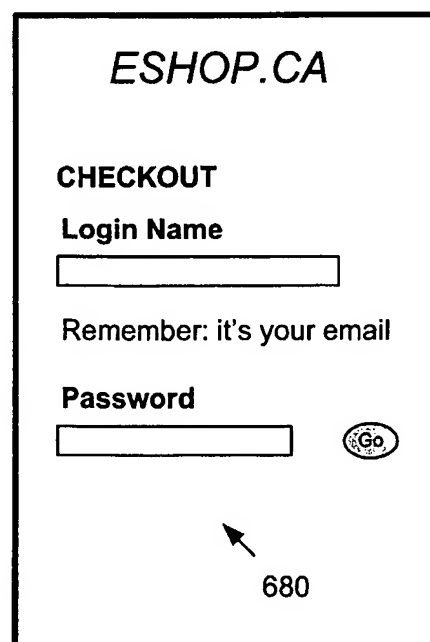 ESHOP.CA
CHECKOUT
Login Name
Remember: it's your email
Password
Go
680